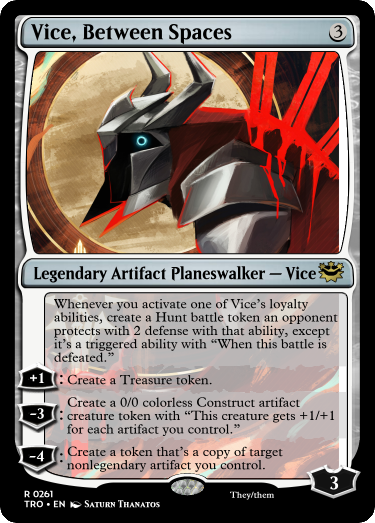 Vice, Between Spaces
3
Legendary Artifact Planeswalker — Vice
Whenever you activate one of Vice's loyalty
abilities, create a Hunt battle token an opponent
protects with 2 defense with that ability, except
it's a triggered ability with “When this battle is
defeated.”
+1: Create a Treasure token.
Create a 0/0 colorless Construct artifact
-3: creature token with “This creature gets +1/+1
for each artifact you control.”
-4: Create a token that's a copy of target
nonlegendary artifact you control.
3
R 0261
TRO • EN Saturn Thanatos
They/them